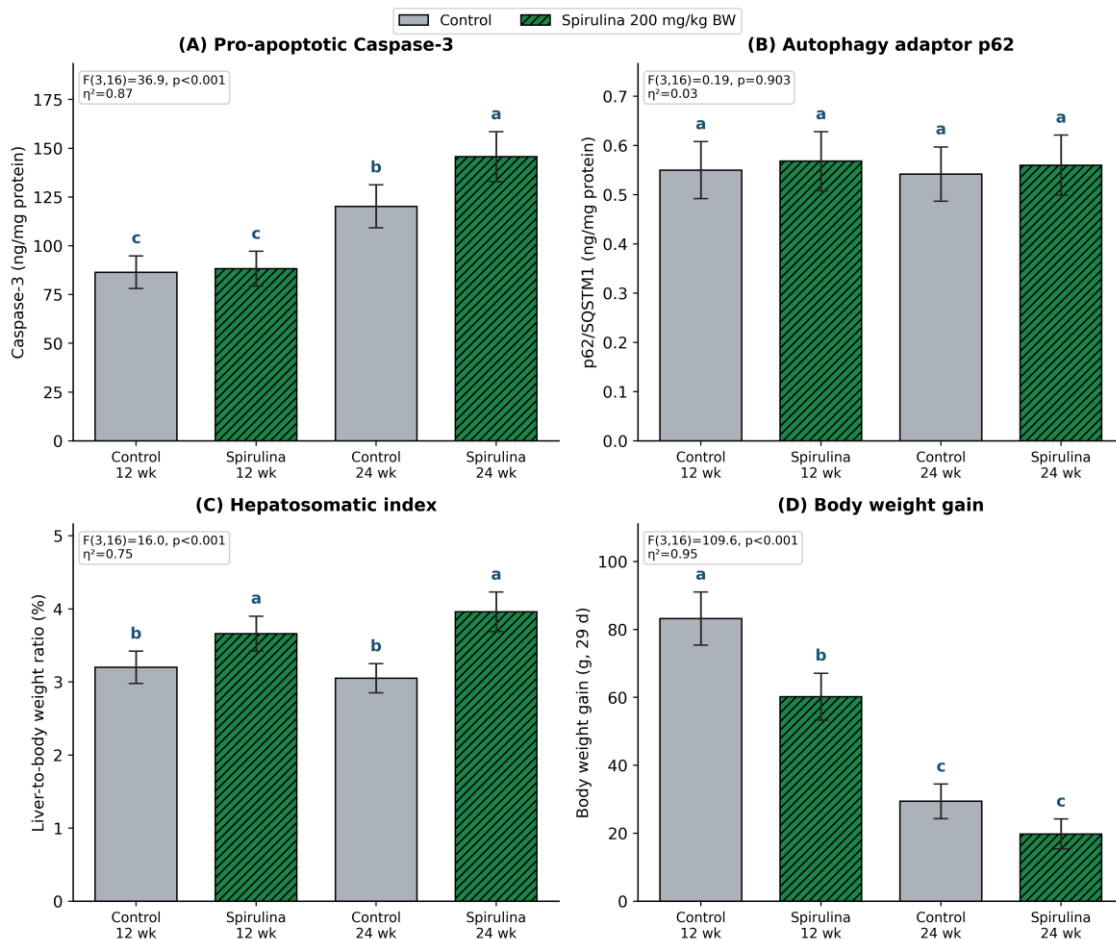 Control
Spirulina 200 mg/kg BW
(A) Pro-apoptotic Caspase-3
F(3,16)=36.9, p<0.001
η²=0.87
Caspase-3 (ng/mg protein)
175
150
125
100
75
50
25
0
c
c
b
a
Control
12 wk
Spirulina
12 wk
Control
24 wk
Spirulina
24 wk
(B) Autophagy adaptor p62
F(3,16)=0.19, p=0.903
η²=0.03
p62/SQSTM1 (ng/mg protein)
0.7
0.6
0.5
0.4
0.3
0.2
0.1
0.0
a
a
a
a
Control
12 wk
Spirulina
12 wk
Control
24 wk
Spirulina
24 wk
(C) Hepatosomatic index
F(3,16)=16.0, p<0.001
η²=0.75
Liver-to-body weight ratio (%)
5
4
3
2
1
0
b
a
b
a
Control
12 wk
Spirulina
12 wk
Control
24 wk
Spirulina
24 wk
(D) Body weight gain
F(3,16)=109.6, p<0.001
η²=0.95
Body weight gain (g, 29 d)
100
80
60
40
20
0
a
b
c
c
Control
12 wk
Spirulina
12 wk
Control
24 wk
Spirulina
24 wk